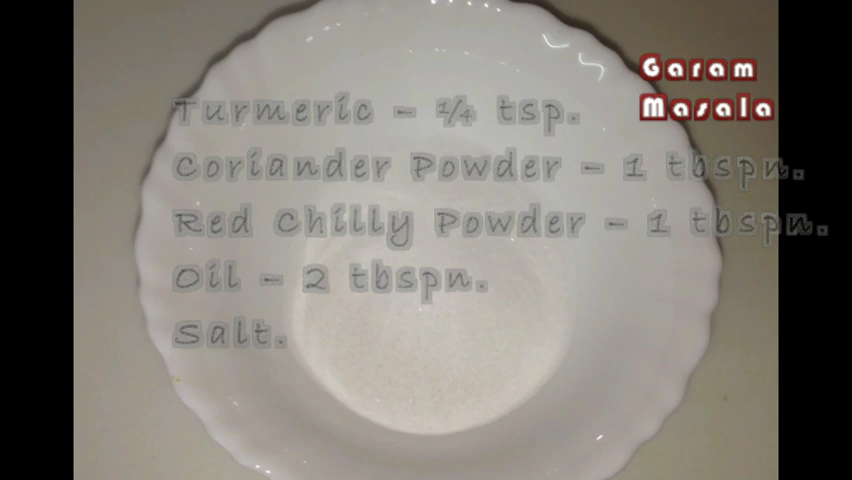 Garam
Masala
Turmeric - ¼ tsp.
Coriander Powder - 1 tbspn.
Red Chilly Powder - 1 tbspn.
Oil - 2 tbspn.
Salt.